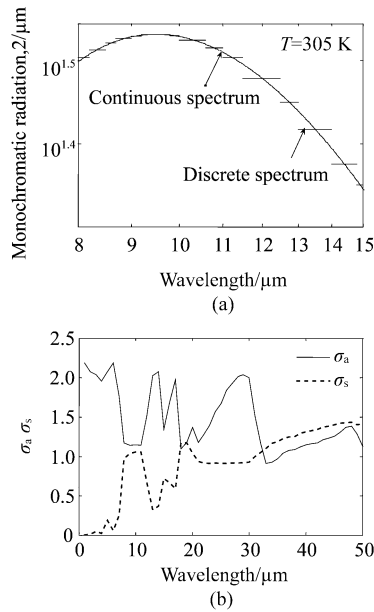 Monochromatic radiation,2/µm
T=305 K
10^1.5
Continuous spectrum
10^1.4
Discrete spectrum
8 9 10 11 12 13 14 15
Wavelength/µm
(a)
σa σs
2.5
2.0
1.5
1.0
0.5
0
σa
σs
0 10 20 30 40 50
Wavelength/µm
(b)